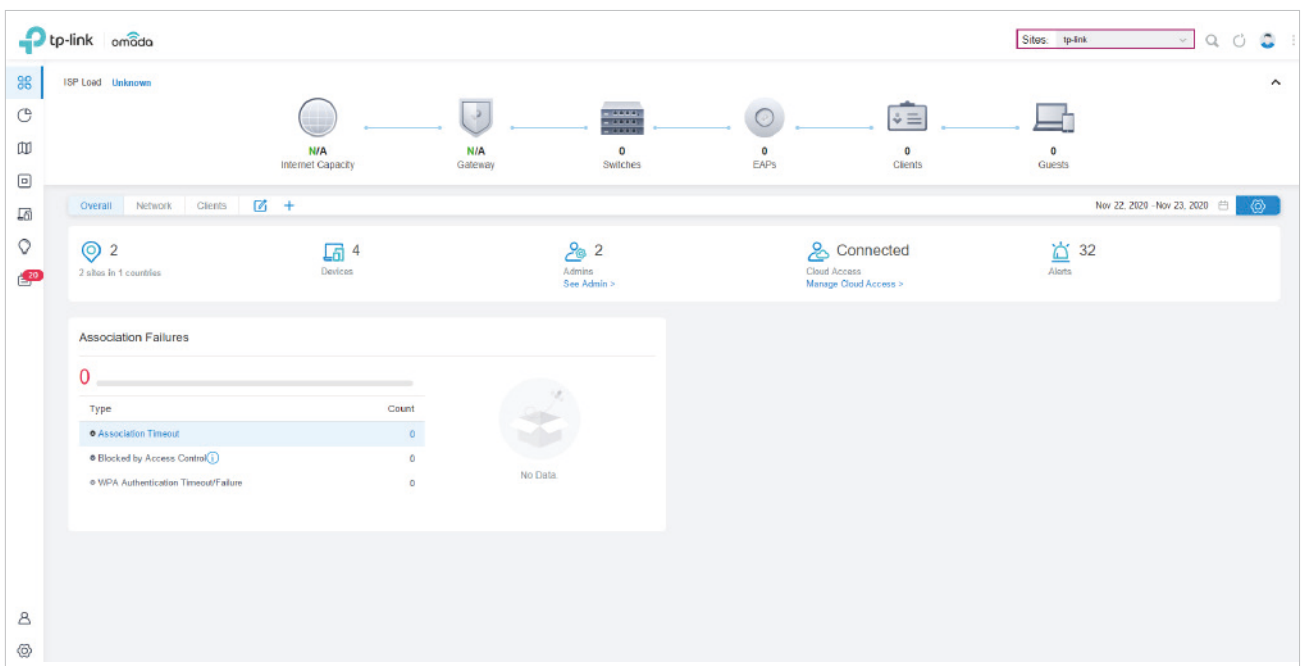 tp-link omada
Sites: tp-link
ISP Load Unknown
N/A
Internet Capacity
N/A
Gateway
0
Switches
0
EAPs
0
Clients
0
Guests
Overall Network Clients
Nov 22, 2020 - Nov 23, 2020
2
2 sites in 1 countries
4
Devices
2
Admins
See Admin >
Connected
Cloud Access
Manage Cloud Access >
32
Alerts
20
Association Failures
0
Type Count
Association Timeout 0
Blocked by Access Control 0
WPA Authentication Timeout/Failure 0
No Data.